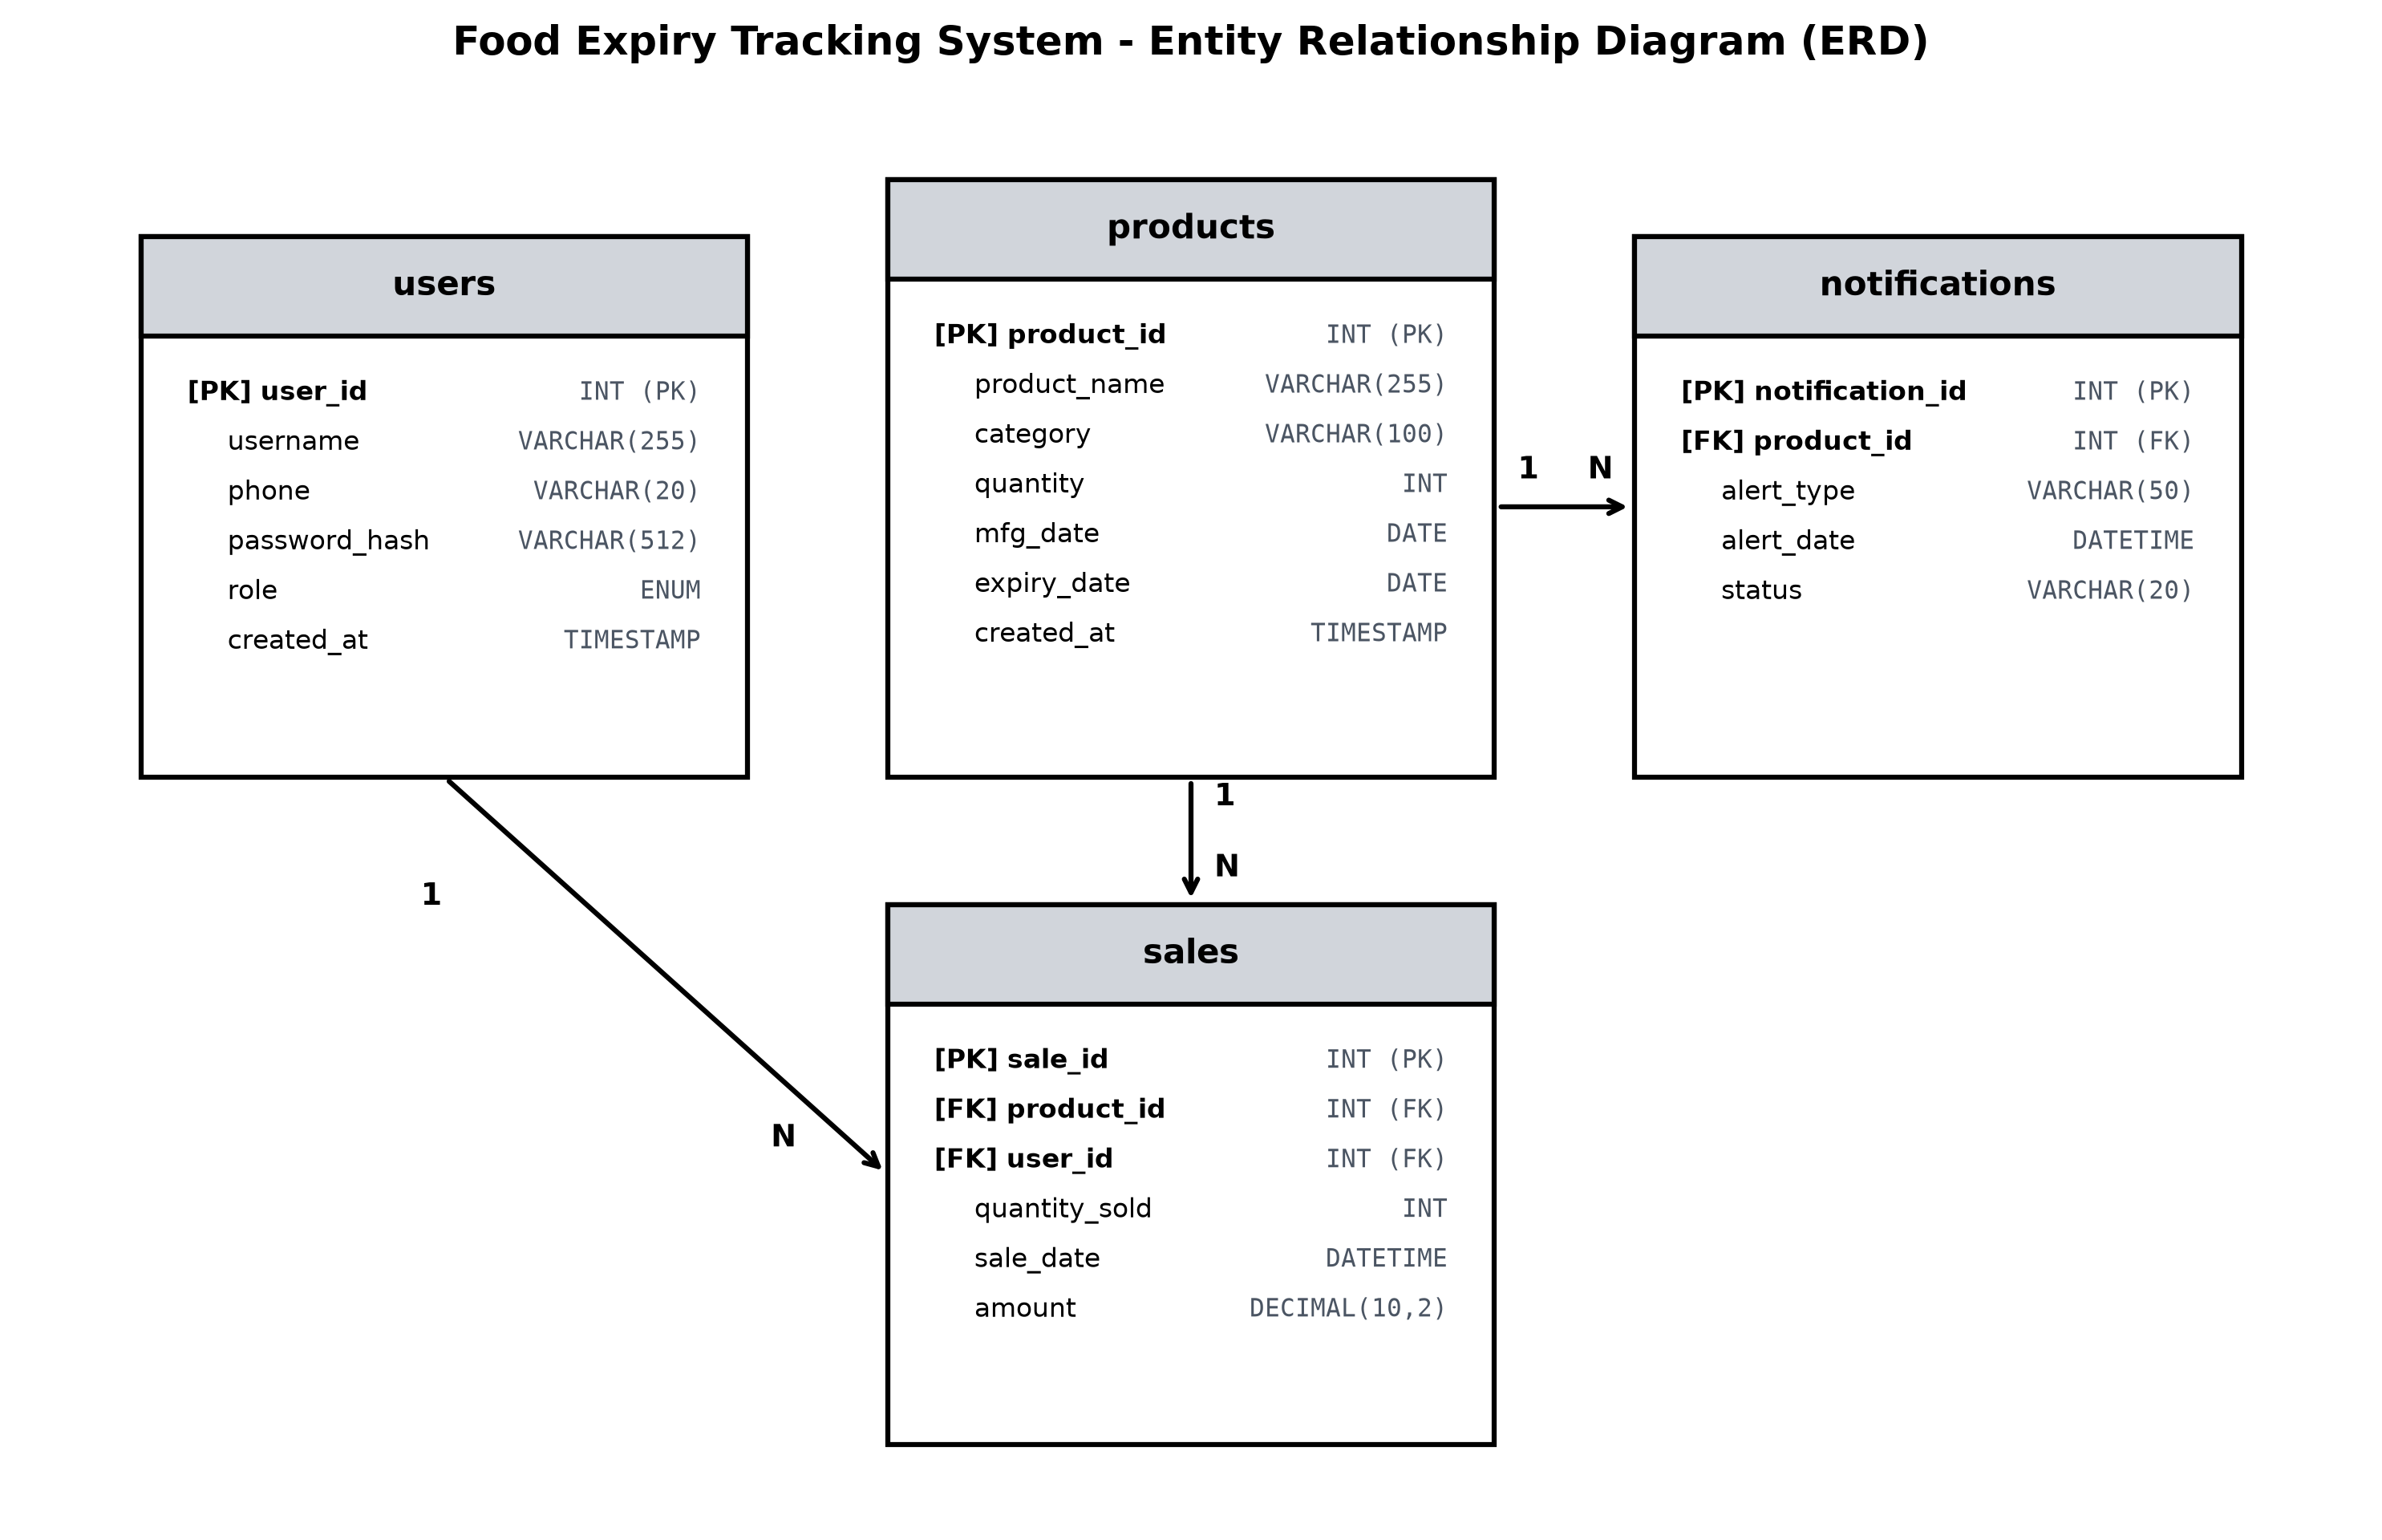 Food Expiry Tracking System - Entity Relationship Diagram (ERD)
users
[PK] user_id INT (PK)
username VARCHAR(255)
phone VARCHAR(20)
password_hash VARCHAR(512)
role ENUM
created_at TIMESTAMP
products
[PK] product_id INT (PK)
product_name VARCHAR(255)
category VARCHAR(100)
quantity INT
mfg_date DATE
expiry_date DATE
created_at TIMESTAMP
1 N
notifications
[PK] notification_id INT (PK)
[FK] product_id INT (FK)
alert_type VARCHAR(50)
alert_date DATETIME
status VARCHAR(20)
1
N
1
N
sales
[PK] sale_id INT (PK)
[FK] product_id INT (FK)
[FK] user_id INT (FK)
quantity_sold INT
sale_date DATETIME
amount DECIMAL(10,2)